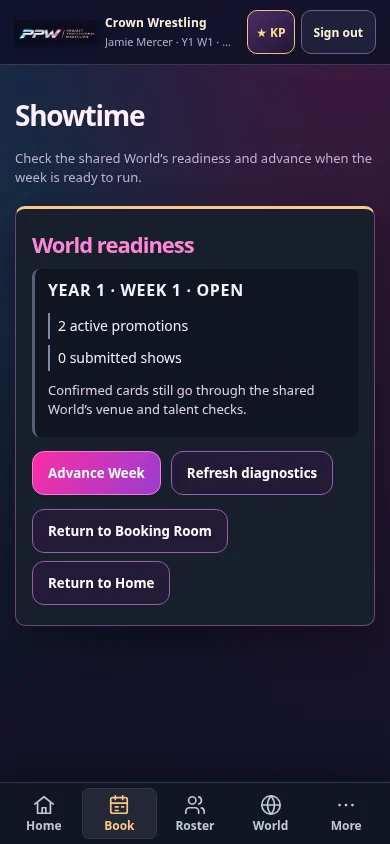 PPW
Crown Wrestling
Jamie Mercer · Y1 W1 · ...
★ KP
Sign out
Showtime
Check the shared World’s readiness and advance when the
week is ready to run.
World readiness
YEAR 1 · WEEK 1 · OPEN
2 active promotions
0 submitted shows
Confirmed cards still go through the shared
World’s venue and talent checks.
Advance Week
Refresh diagnostics
Return to Booking Room
Return to Home
Home
Book
Roster
World
More